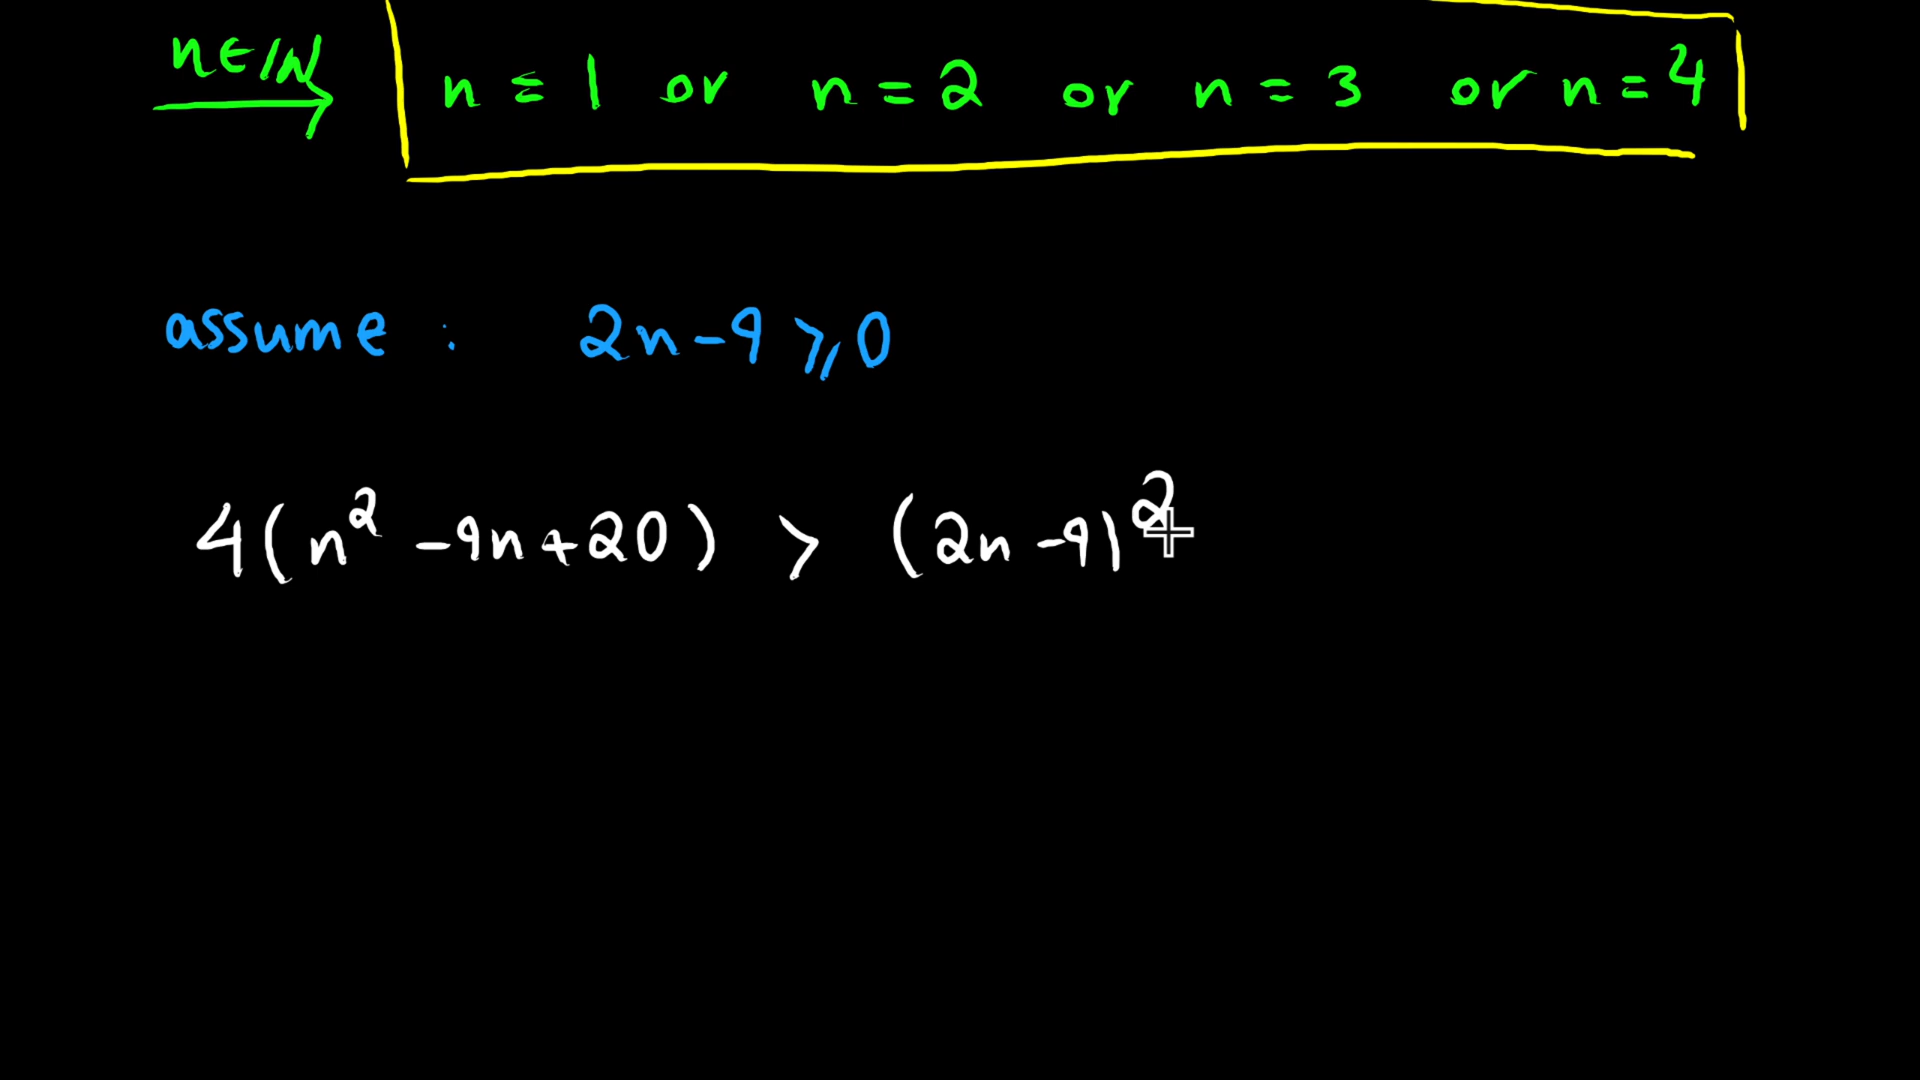 n∈ℕ n = 1 or n = 2 or n = 3 or n = 4
assume : 2n-9 ⩾ 0
4(n² -9n+20) > (2n-9)²